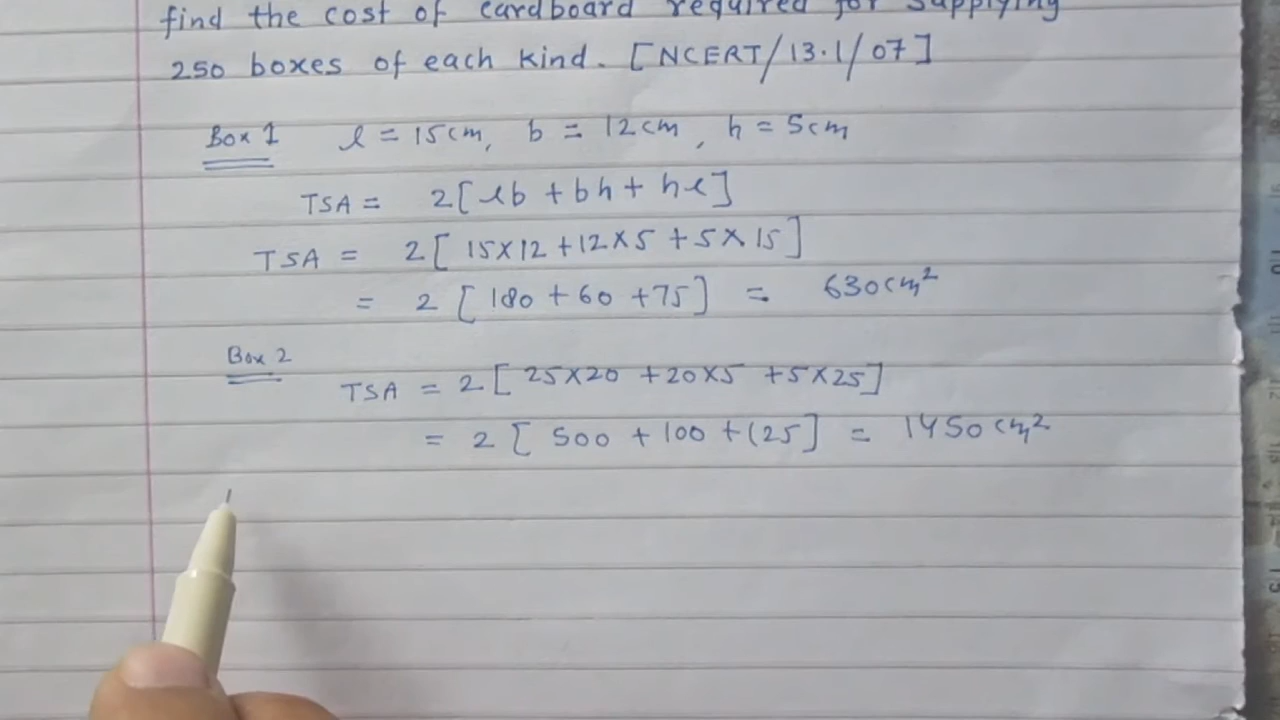 find the cost of cardboard required for supplying
250 boxes of each kind. [NCERT/13.1/07]
Box 1 l = 15cm, b = 12cm, h = 5cm
TSA = 2[lb + bh + hl]
TSA = 2[15×12 + 12×5 + 5×15]
= 2[180 + 60 + 75] = 630cm²
Box 2
TSA = 2[25×20 + 20×5 + 5×25]
= 2[500 + 100 + 125] = 1450cm²